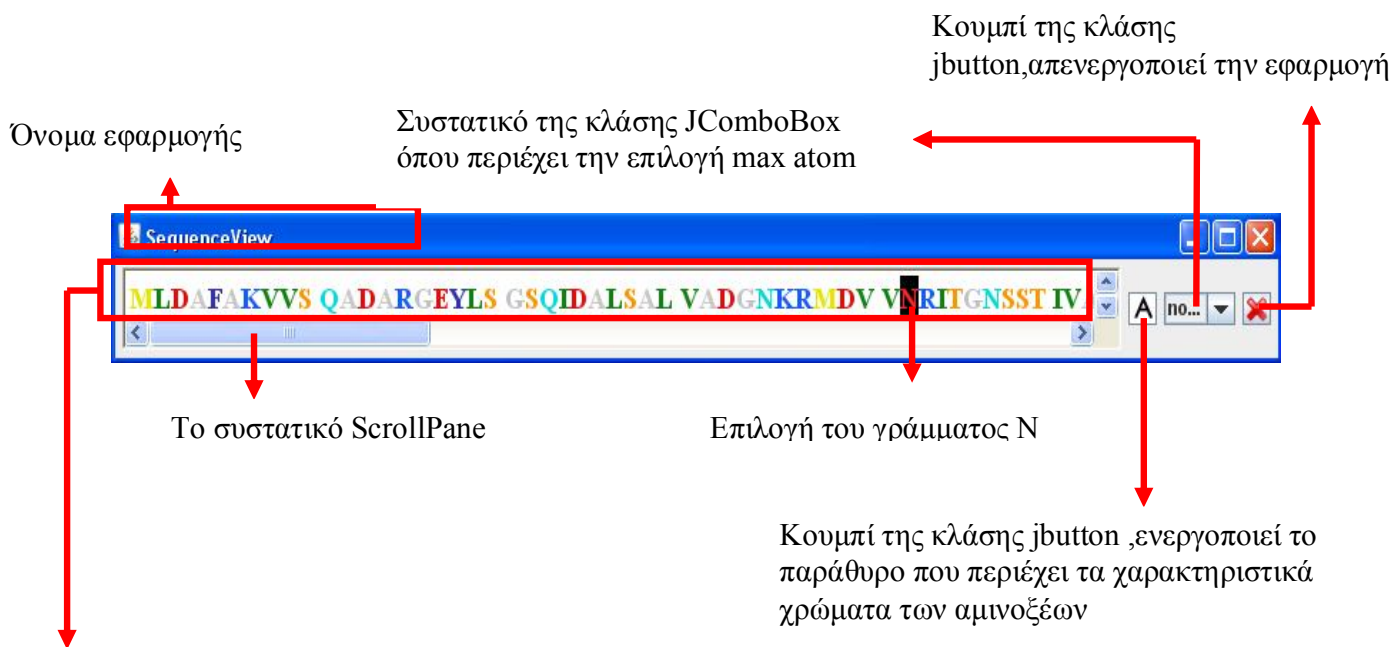 Κουμπί της κλάσης
jbutton,απενεργοποιεί την εφαρμογή
Όνομα εφαρμογής
Συστατικό της κλάσης JComboBox
όπου περιέχει την επιλογή max atom
SequenceView
MLDAFAKVVS QADARGEYLS GSQIDALSAL VADGNKRMDV VNRITGNSST IV
A no...
Το συστατικό ScrollPane
Επιλογή του γράμματος N
Κουμπί της κλάσης jbutton ,ενεργοποιεί το
παράθυρο που περιέχει τα χαρακτηριστικά
χρώματα των αμινοξέων